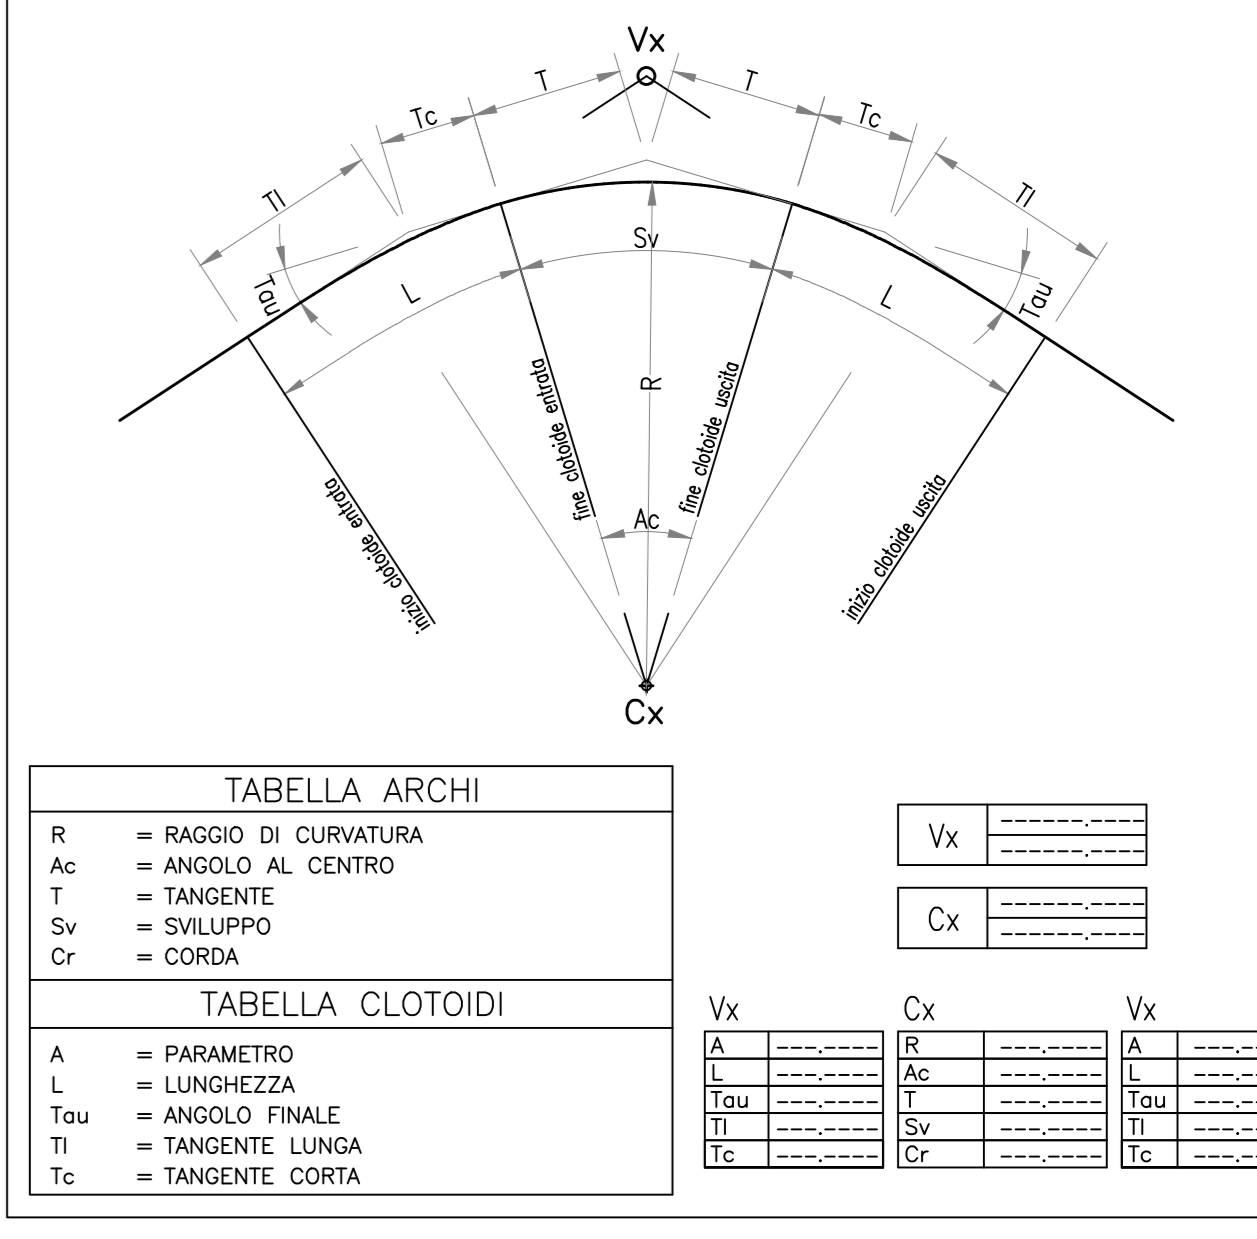 Vx
T
T
Tc
Tc
Tl
Tl
Sv
Tau
Tau
L
L
R
fine clotoide entrata
fine clotoide uscita
inizio clotoide entrata
inizio clotoide uscita
Ac
Cx
TABELLA ARCHI
R = RAGGIO DI CURVATURA
Ac = ANGOLO AL CENTRO
T = TANGENTE
Sv = SVILUPPO
Cr = CORDA
TABELLA CLOTOIDI
A = PARAMETRO
L = LUNGHEZZA
Tau = ANGOLO FINALE
Tl = TANGENTE LUNGA
Tc = TANGENTE CORTA
Vx ------.----
------.----
Cx ------.----
------.----
Vx
A ---.----
L ---.----
Tau ---.----
Tl ---.----
Tc ---.----
Cx
R ---.----
Ac ---.----
T ---.----
Sv ---.----
Cr ---.----
Vx
A ---.--
L ---.--
Tau ---.--
Tl ---.--
Tc ---.--